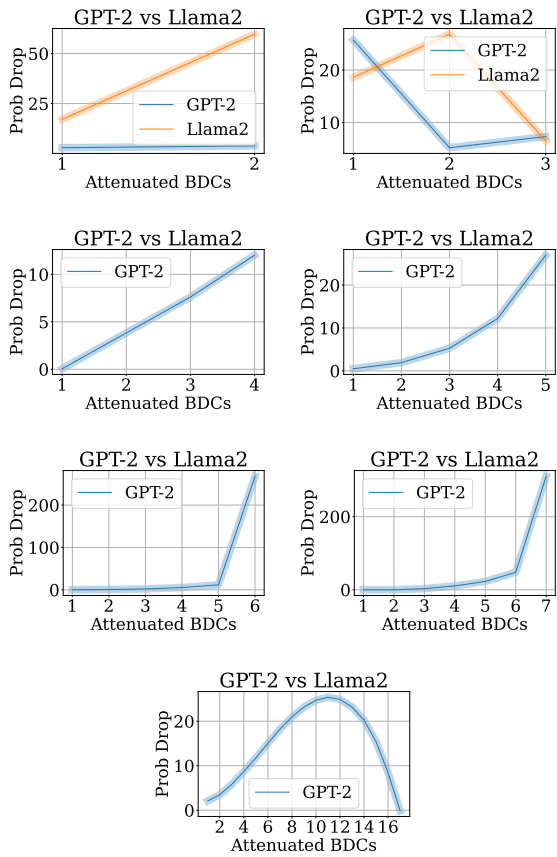 GPT-2 vs Llama2
Prob Drop
50
25
GPT-2
Llama2
1 2
Attenuated BDCs
GPT-2 vs Llama2
Prob Drop
20
10
GPT-2
Llama2
1 2 3
Attenuated BDCs
GPT-2 vs Llama2
Prob Drop
10
5
0
GPT-2
1 2 3 4
Attenuated BDCs
GPT-2 vs Llama2
Prob Drop
20
10
0
GPT-2
1 2 3 4 5
Attenuated BDCs
GPT-2 vs Llama2
Prob Drop
200
100
0
GPT-2
1 2 3 4 5 6
Attenuated BDCs
GPT-2 vs Llama2
Prob Drop
200
0
GPT-2
1 2 3 4 5 6 7
Attenuated BDCs
GPT-2 vs Llama2
Prob Drop
20
10
0
GPT-2
2 4 6 8 10 12 14 16
Attenuated BDCs